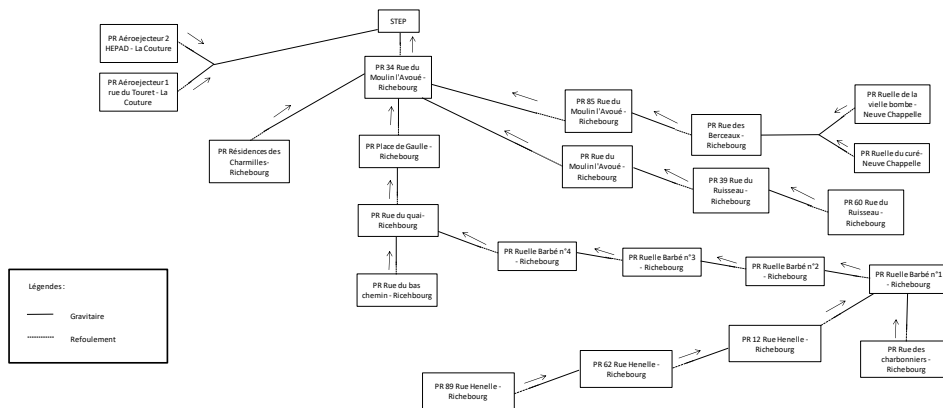 STEP
PR Aéroejecteur 2
HEPAD - La Couture
PR Aéroejecteur 1
rue du Touret - La
Couture
PR 34 Rue du
Moulin l'Avoué -
Richebourg
PR Résidences des
Charmilles-
Richebourg
PR Place de Gaulle -
Richebourg
PR 85 Rue du
Moulin l'Avoué -
Richebourg
PR Rue des
Berceaux -
Richebourg
PR Ruelle de la
vielle bombe -
Neuve Chappelle
PR Ruelle du curé-
Neuve Chappelle
PR Rue du
Moulin l'Avoué -
Richebourg
PR 39 Rue du
Ruisseau -
Richebourg
PR 60 Rue du
Ruisseau -
Richebourg
PR Rue du quai-
Ricehbourg
PR Rue du bas
chemin - Ricehbourg
PR Ruelle Barbé n°4
- Richebourg
PR Ruelle Barbé n°3
- Richebourg
PR Ruelle Barbé n°2
- Richebourg
PR Ruelle Barbé n°1
- Richebourg
PR Rue des
charbonniers -
Richebourg
PR 12 Rue Henelle -
Richebourg
PR 62 Rue Henelle -
Richebourg
PR 89 Rue Henelle -
Richebourg
Légendes :
Gravitaire
Refoulement